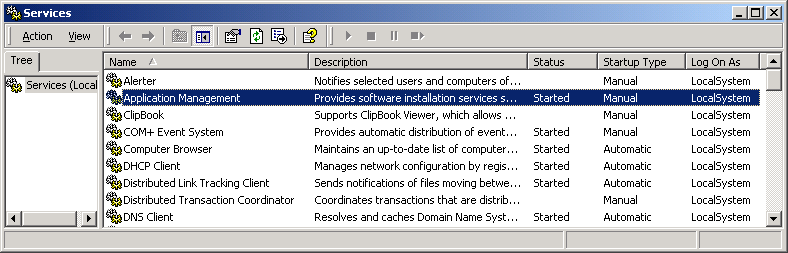 Services
Action View
Tree
Name Description Status Startup Type Log On As
Services (Local
Alerter Notifies selected users and computers of... Manual LocalSystem
Application Management Provides software installation services s... Started Manual LocalSystem
ClipBook Supports ClipBook Viewer, which allows ... Manual LocalSystem
COM+ Event System Provides automatic distribution of event... Started Manual LocalSystem
Computer Browser Maintains an up-to-date list of computer... Started Automatic LocalSystem
DHCP Client Manages network configuration by regis... Started Automatic LocalSystem
Distributed Link Tracking Client Sends notifications of files moving betwe... Started Automatic LocalSystem
Distributed Transaction Coordinator Coordinates transactions that are distrib... Manual LocalSystem
DNS Client Resolves and caches Domain Name Syst... Started Automatic LocalSystem